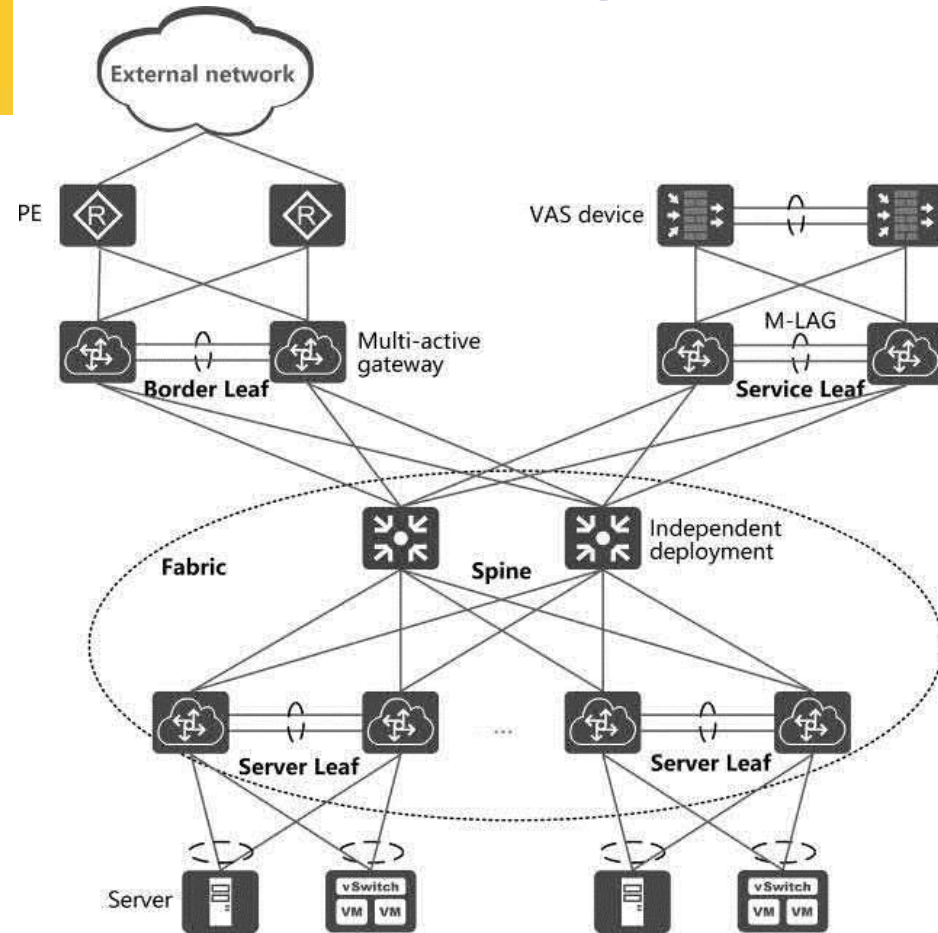 External network
PE
R
R
VAS device
M-LAG
Multi-active
gateway
Border Leaf
Service Leaf
Independent
deployment
Fabric
Spine
...
Server Leaf
Server Leaf
Server
vSwitch
VM VM
vSwitch
VM VM